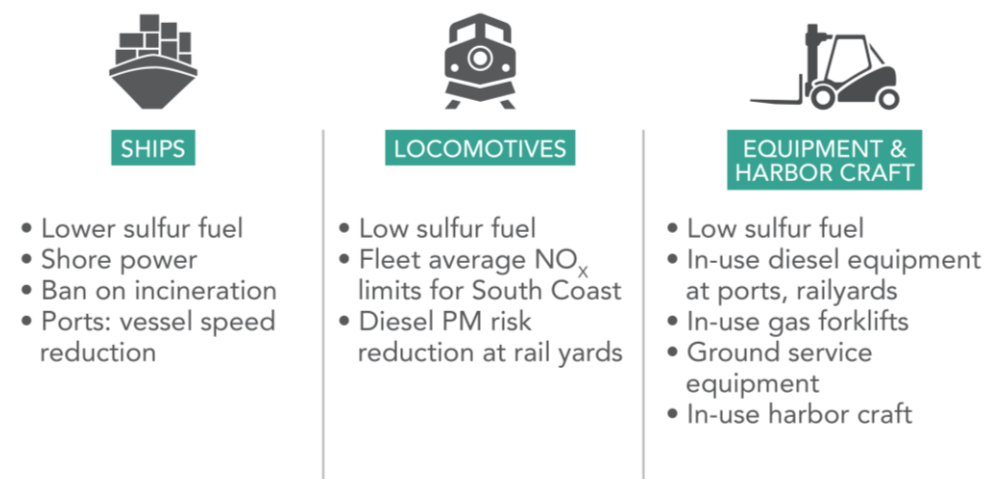 SHIPS
• Lower sulfur fuel
• Shore power
• Ban on incineration
• Ports: vessel speed
reduction
LOCOMOTIVES
• Low sulfur fuel
• Fleet average NOₓ
limits for South Coast
• Diesel PM risk
reduction at rail yards
EQUIPMENT &
HARBOR CRAFT
• Low sulfur fuel
• In-use diesel equipment
at ports, railyards
• In-use gas forklifts
• Ground service
equipment
• In-use harbor craft